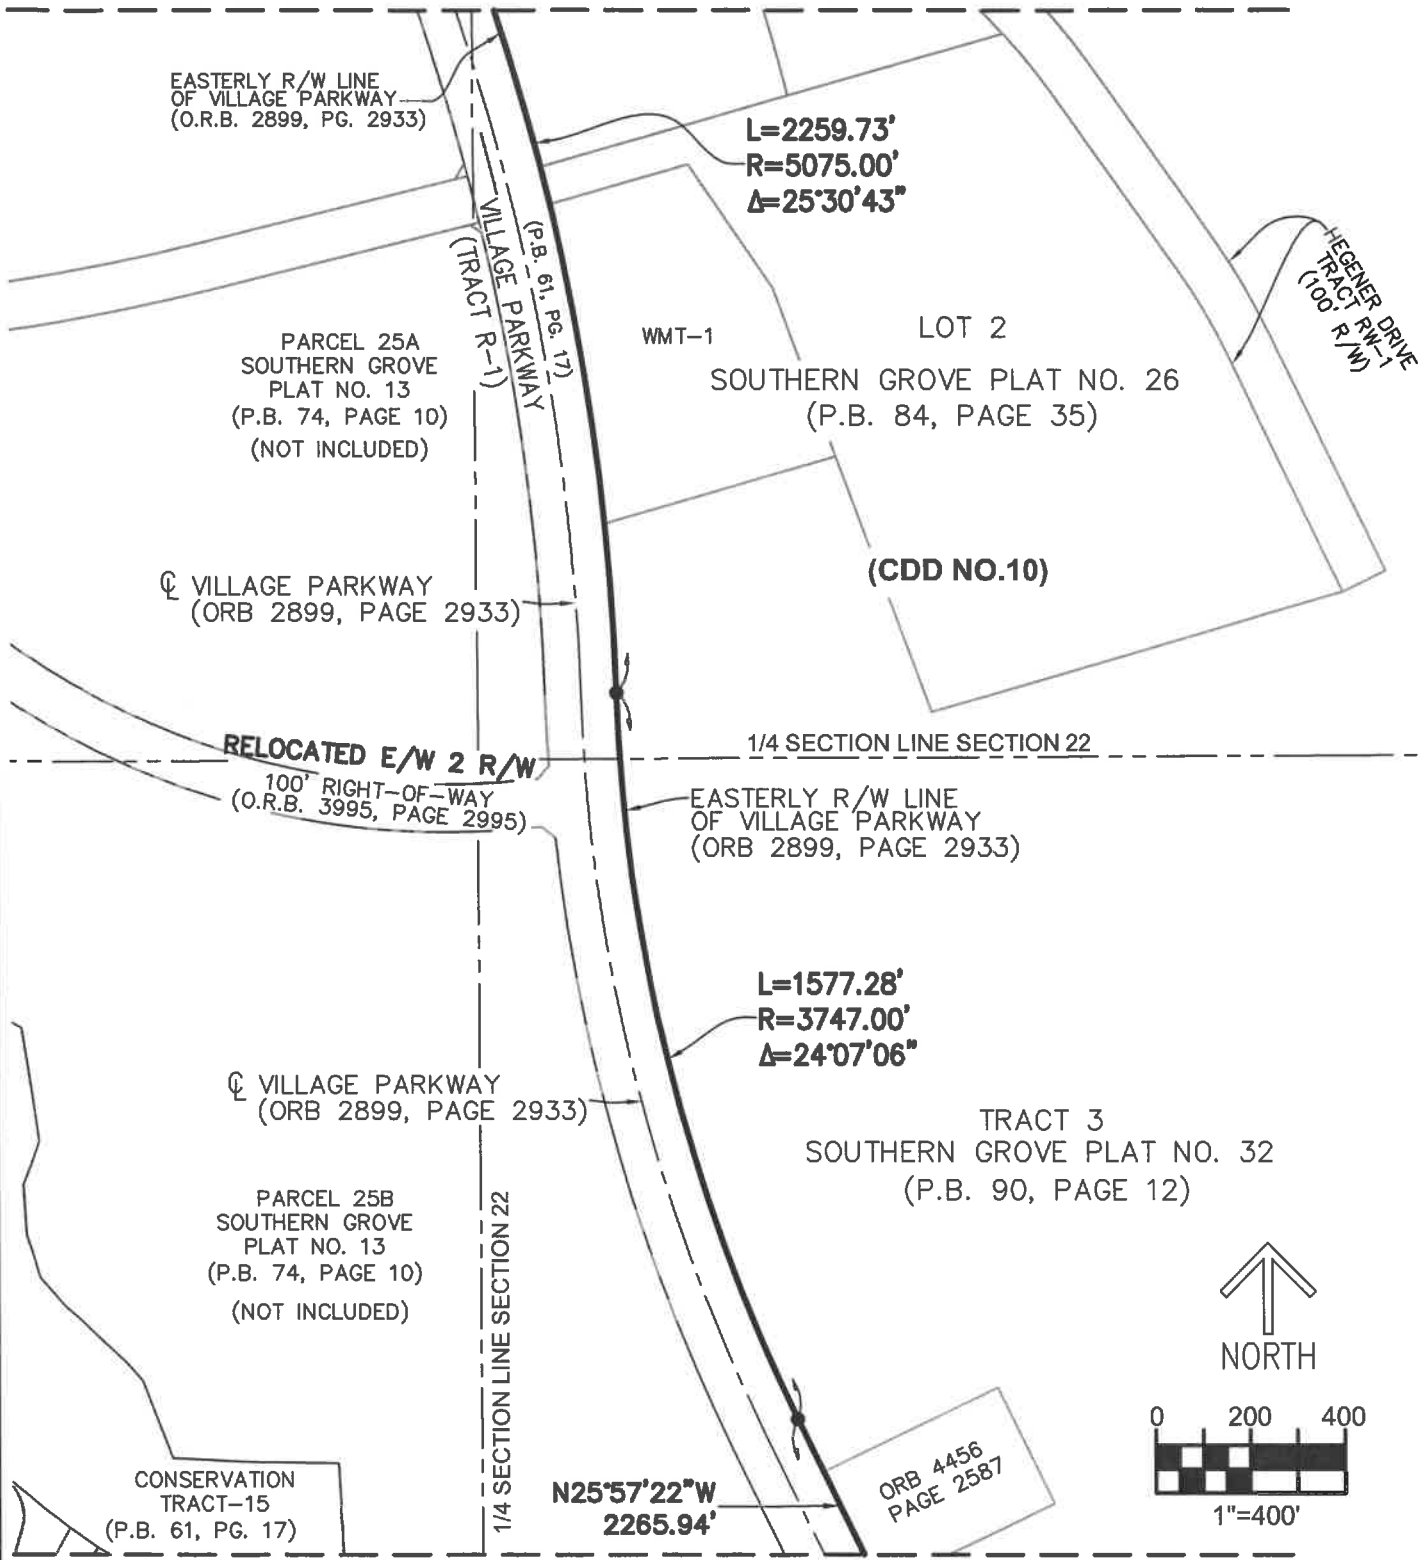 EASTERLY R/W LINE
OF VILLAGE PARKWAY
(O.R.B. 2899, PG. 2933)
L=2259.73'
R=5075.00'
Δ=25°30'43"
VILLAGE PARKWAY
(TRACT R-1)
(P.B. 61, PG. 17)
HEGENER DRIVE
TRACT RW-1
(100' R/W)
PARCEL 25A
SOUTHERN GROVE
PLAT NO. 13
(P.B. 74, PAGE 10)
(NOT INCLUDED)
WMT-1
LOT 2
SOUTHERN GROVE PLAT NO. 26
(P.B. 84, PAGE 35)
(CDD NO.10)
℄ VILLAGE PARKWAY
(ORB 2899, PAGE 2933)
RELOCATED E/W 2 R/W
100' RIGHT-OF-WAY
(O.R.B. 3995, PAGE 2995)
1/4 SECTION LINE SECTION 22
EASTERLY R/W LINE
OF VILLAGE PARKWAY
(ORB 2899, PAGE 2933)
L=1577.28'
R=3747.00'
Δ=24°07'06"
℄ VILLAGE PARKWAY
(ORB 2899, PAGE 2933)
TRACT 3
SOUTHERN GROVE PLAT NO. 32
(P.B. 90, PAGE 12)
PARCEL 25B
SOUTHERN GROVE
PLAT NO. 13
(P.B. 74, PAGE 10)
(NOT INCLUDED)
1/4 SECTION LINE SECTION 22
NORTH
0 200 400
1"=400'
CONSERVATION
TRACT-15
(P.B. 61, PG. 17)
N25°57'22"W
2265.94'
ORB 4456
PAGE 2587